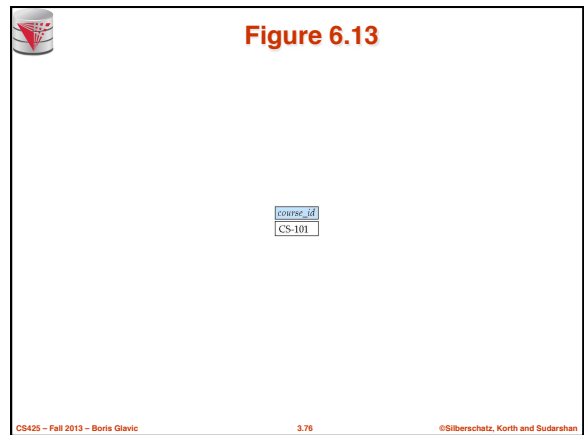 Figure 6.13
course_id
CS-101
CS425 – Fall 2013 – Boris Glavic
3.76
©Silberschatz, Korth and Sudarshan